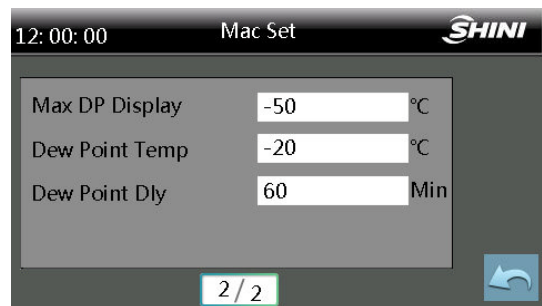 12: 00: 00 Mac Set SHINI
Max DP Display -50 °C
Dew Point Temp -20 °C
Dew Point Dly 60 Min
2 / 2